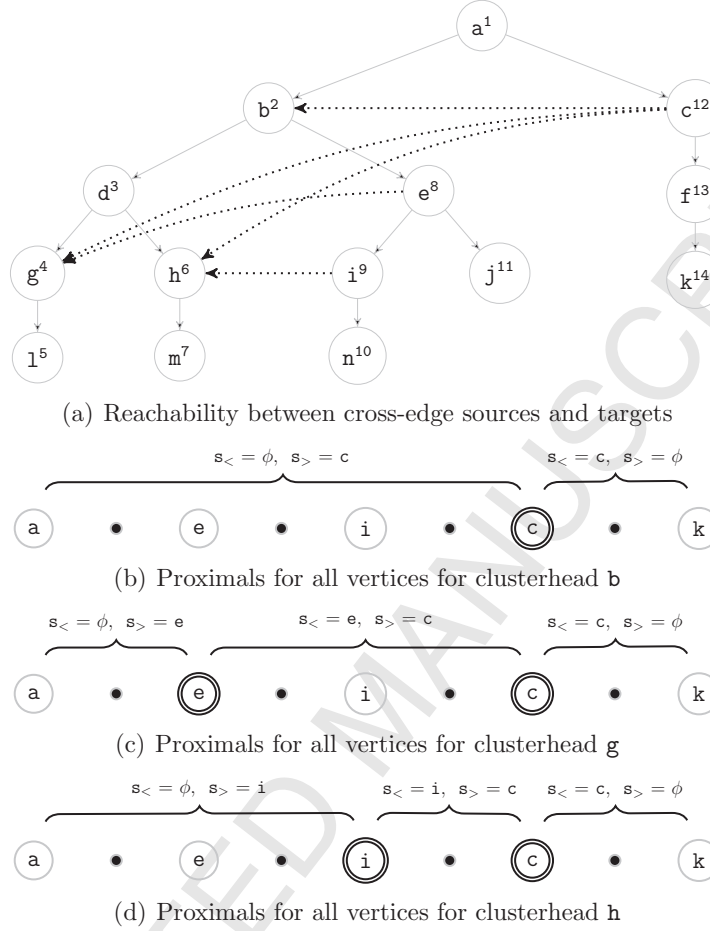 a1
b2 c12
d3 e8 f13
g4 h6 i9 j11 k14
l5 m7 n10
(a) Reachability between cross-edge sources and targets
s< = ϕ, s> = c s< = c, s> = ϕ
a e i c k
(b) Proximals for all vertices for clusterhead b
s< = ϕ, s> = e s< = e, s> = c s< = c, s> = ϕ
a e i c k
(c) Proximals for all vertices for clusterhead g
s< = ϕ, s> = i s< = i, s> = c s< = c, s> = ϕ
a e i c k
(d) Proximals for all vertices for clusterhead h
TED MANUSCR